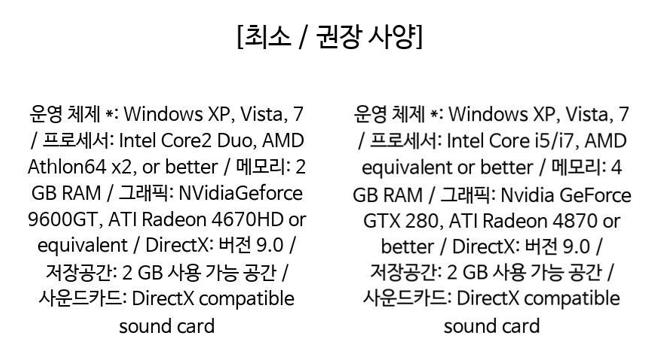 [최소 / 권장 사양]
운영 체제 *: Windows XP, Vista, 7
/ 프로세서: Intel Core2 Duo, AMD
Athlon64 x2, or better / 메모리: 2
GB RAM / 그래픽: NVidiaGeforce
9600GT, ATI Radeon 4670HD or
equivalent / DirectX: 버전 9.0 /
저장공간: 2 GB 사용 가능 공간 /
사운드카드: DirectX compatible
sound card
운영 체제 *: Windows XP, Vista, 7
/ 프로세서: Intel Core i5/i7, AMD
equivalent or better / 메모리: 4
GB RAM / 그래픽: Nvidia GeForce
GTX 280, ATI Radeon 4870 or
better / DirectX: 버전 9.0 /
저장공간: 2 GB 사용 가능 공간 /
사운드카드: DirectX compatible
sound card